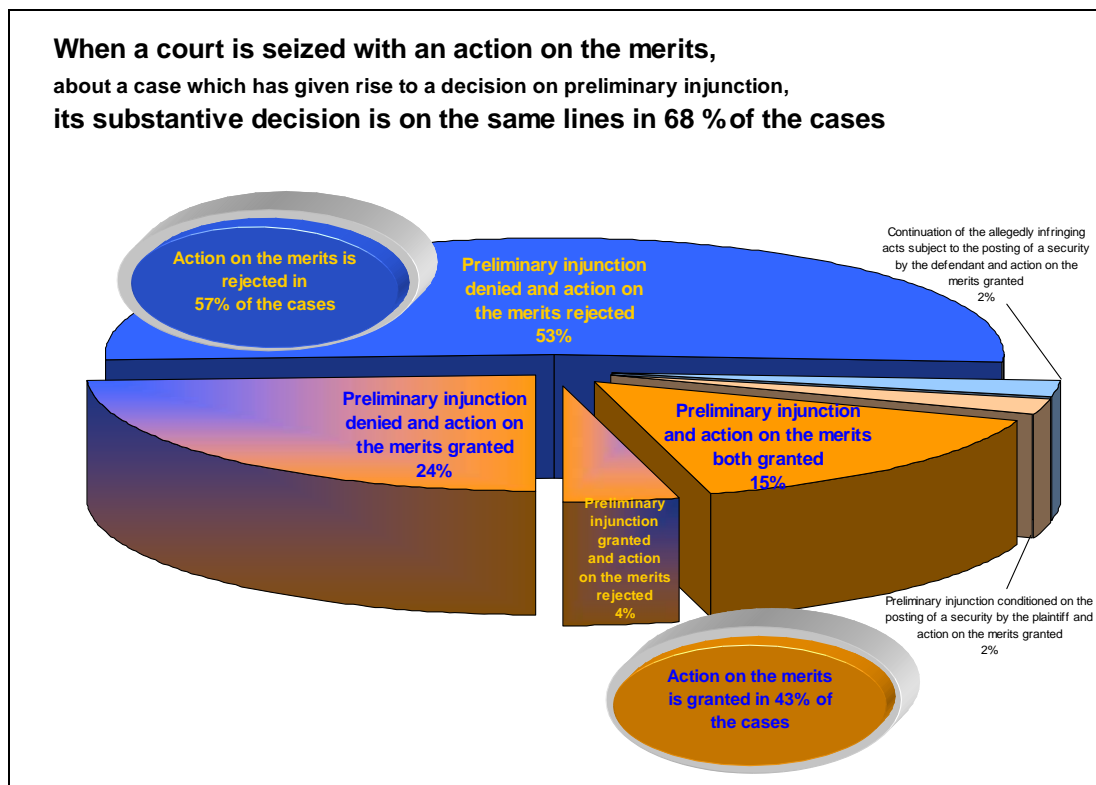 When a court is seized with an action on the merits,
about a case which has given rise to a decision on preliminary injunction,
its substantive decision is on the same lines in 68 % of the cases
Action on the merits is
rejected in
57% of the cases
Preliminary injunction
denied and action on
the merits rejected
53%
Continuation of the allegedly infringing
acts subject to the posting of a security
by the defendant and action on the
merits granted
2%
Preliminary injunction
denied and action on
the merits granted
24%
Preliminary injunction
and action on the merits
both granted
15%
Preliminary
injunction
granted
and action
on the merits
rejected
4%
Preliminary injunction conditioned on the
posting of a security by the plaintiff and
action on the merits granted
2%
Action on the merits
is granted in 43% of
the cases